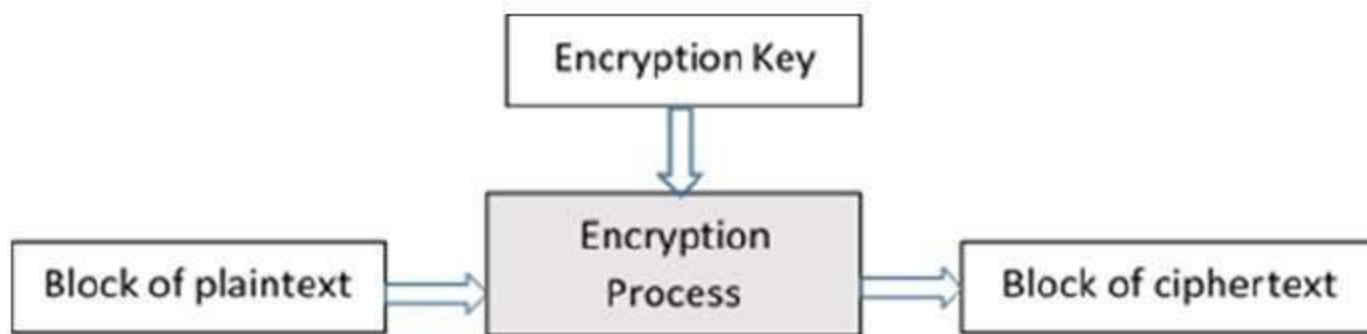 Encryption Key
Encryption
Process
Block of plaintext
Block of ciphertext